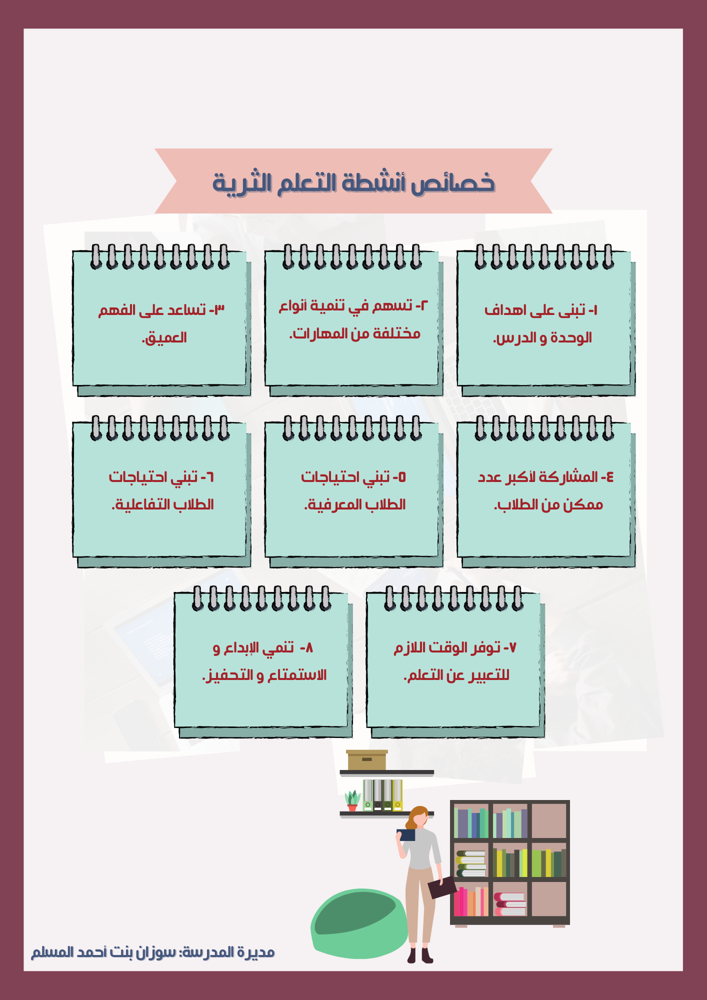 خصائص أنشطة التعلم الثرية
١- تبنى على اهداف
الوحدة و الدرس.
٢- تسهم في تنمية أنواع
مختلفة من المهارات.
٣- تساعد على الفهم
العميق.
٤- المشاركة لأكبر عدد
ممكن من الطلاب.
٥- تبني احتياجات
الطلاب المعرفية.
٦- تبني احتياجات
الطلاب التفاعلية.
٧- توفر الوقت اللازم
للتعبير عن التعلم.
٨- تنمي الإبداع و
الاستمتاع و التحفيز.
مديرة المدرسة: سوزان بنت أحمد المسلم